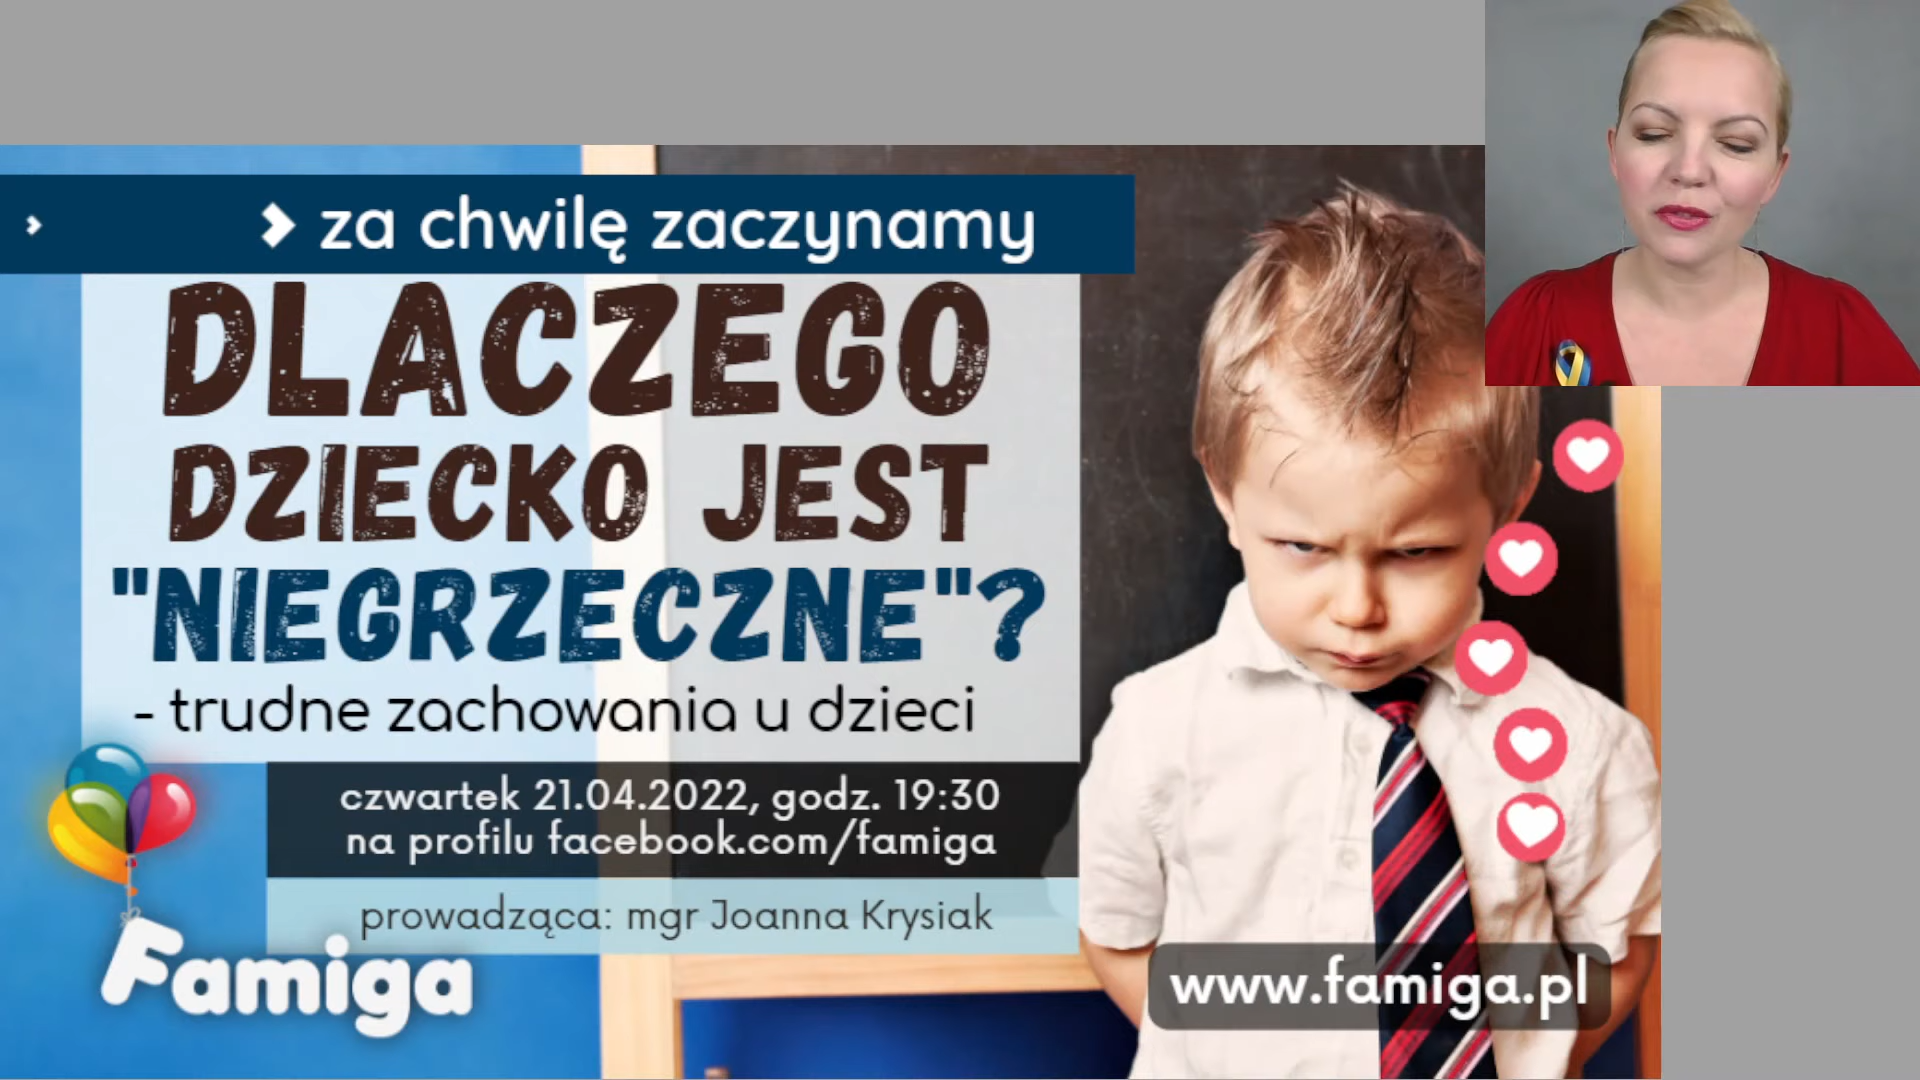 za chwilę zaczynamy
DLACZEGO
DZIECKO JEST
"NIEGRZECZNE"?
- trudne zachowania u dzieci
czwartek 21.04.2022, godz. 19:30
na profilu facebook.com/famiga
prowadząca: mgr Joanna Krysiak
Famiga
www.famiga.pl